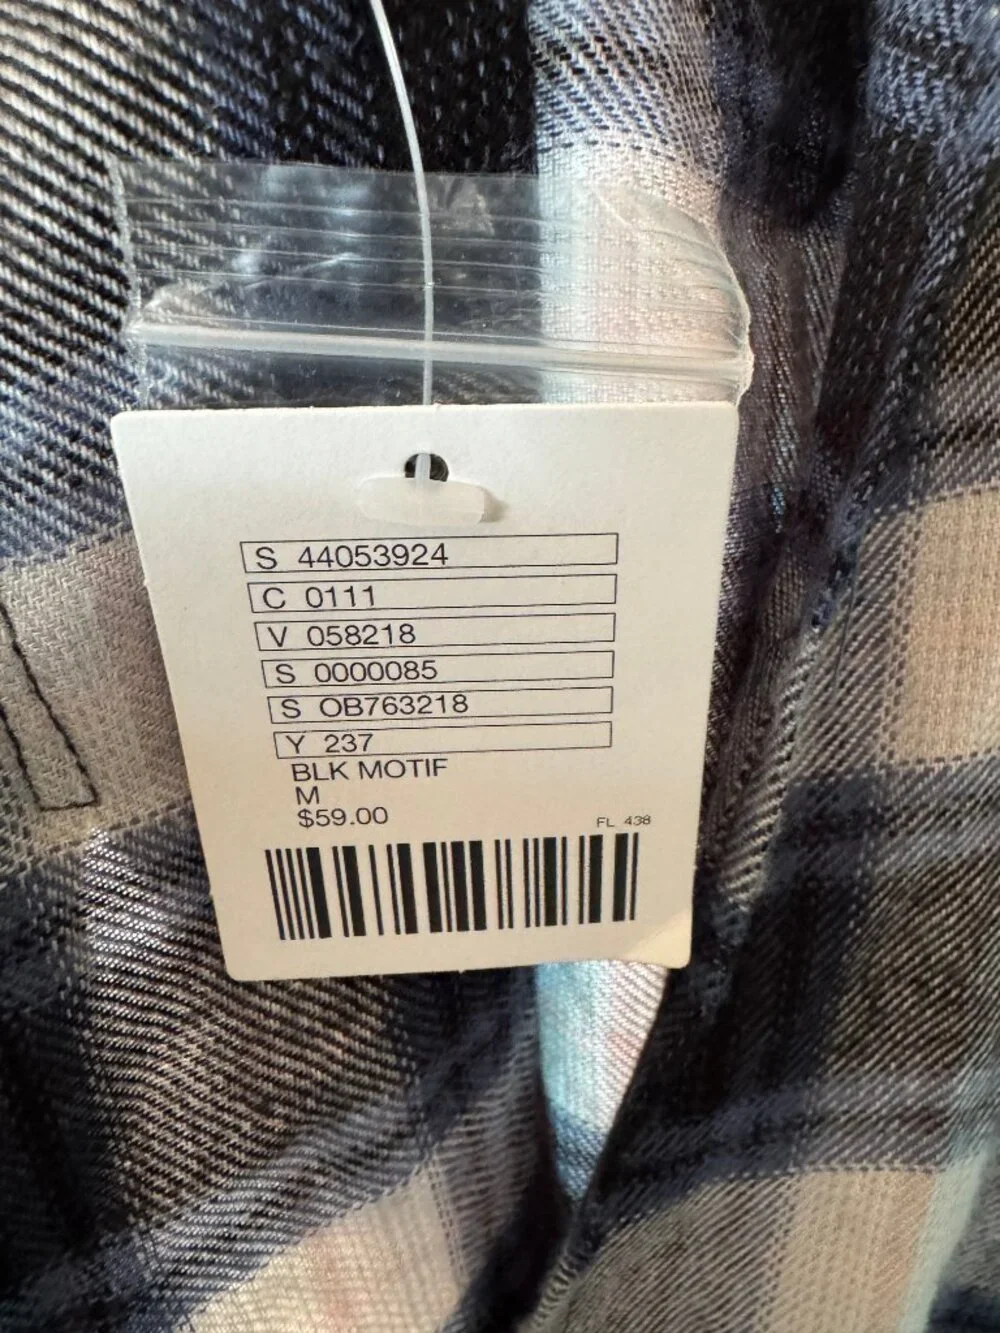 S 44053924
C 0111
V 058218
S 0000085
S OB763218
Y 237
BLK MOTIF
M
$59.00
FL 438